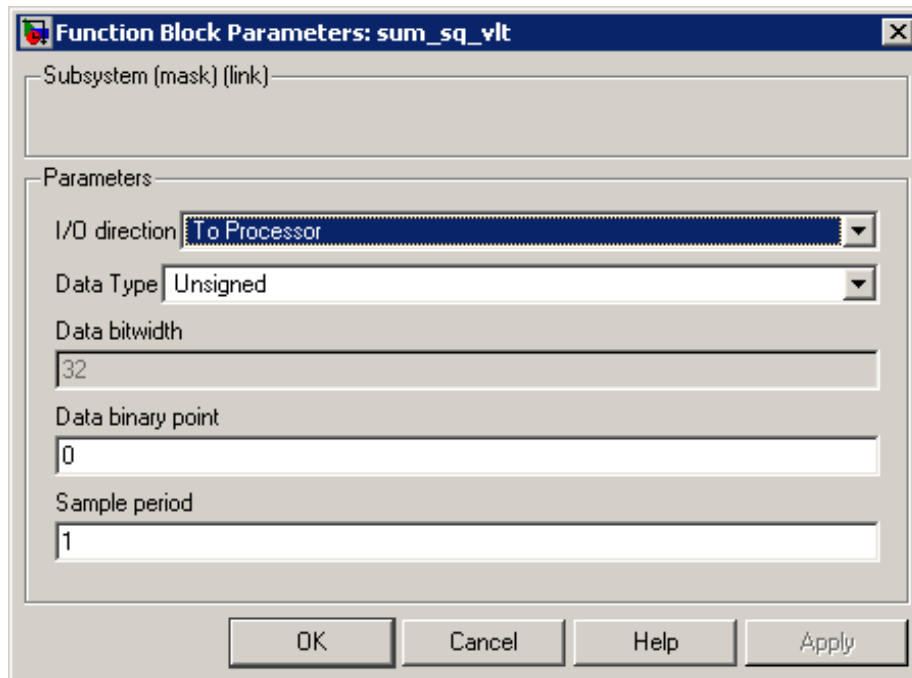 Function Block Parameters: sum_sq_vlt
Subsystem (mask) (link)
Parameters
I/O direction To Processor
Data Type Unsigned
Data bitwidth
32
Data binary point
0
Sample period
1
OK Cancel Help Apply